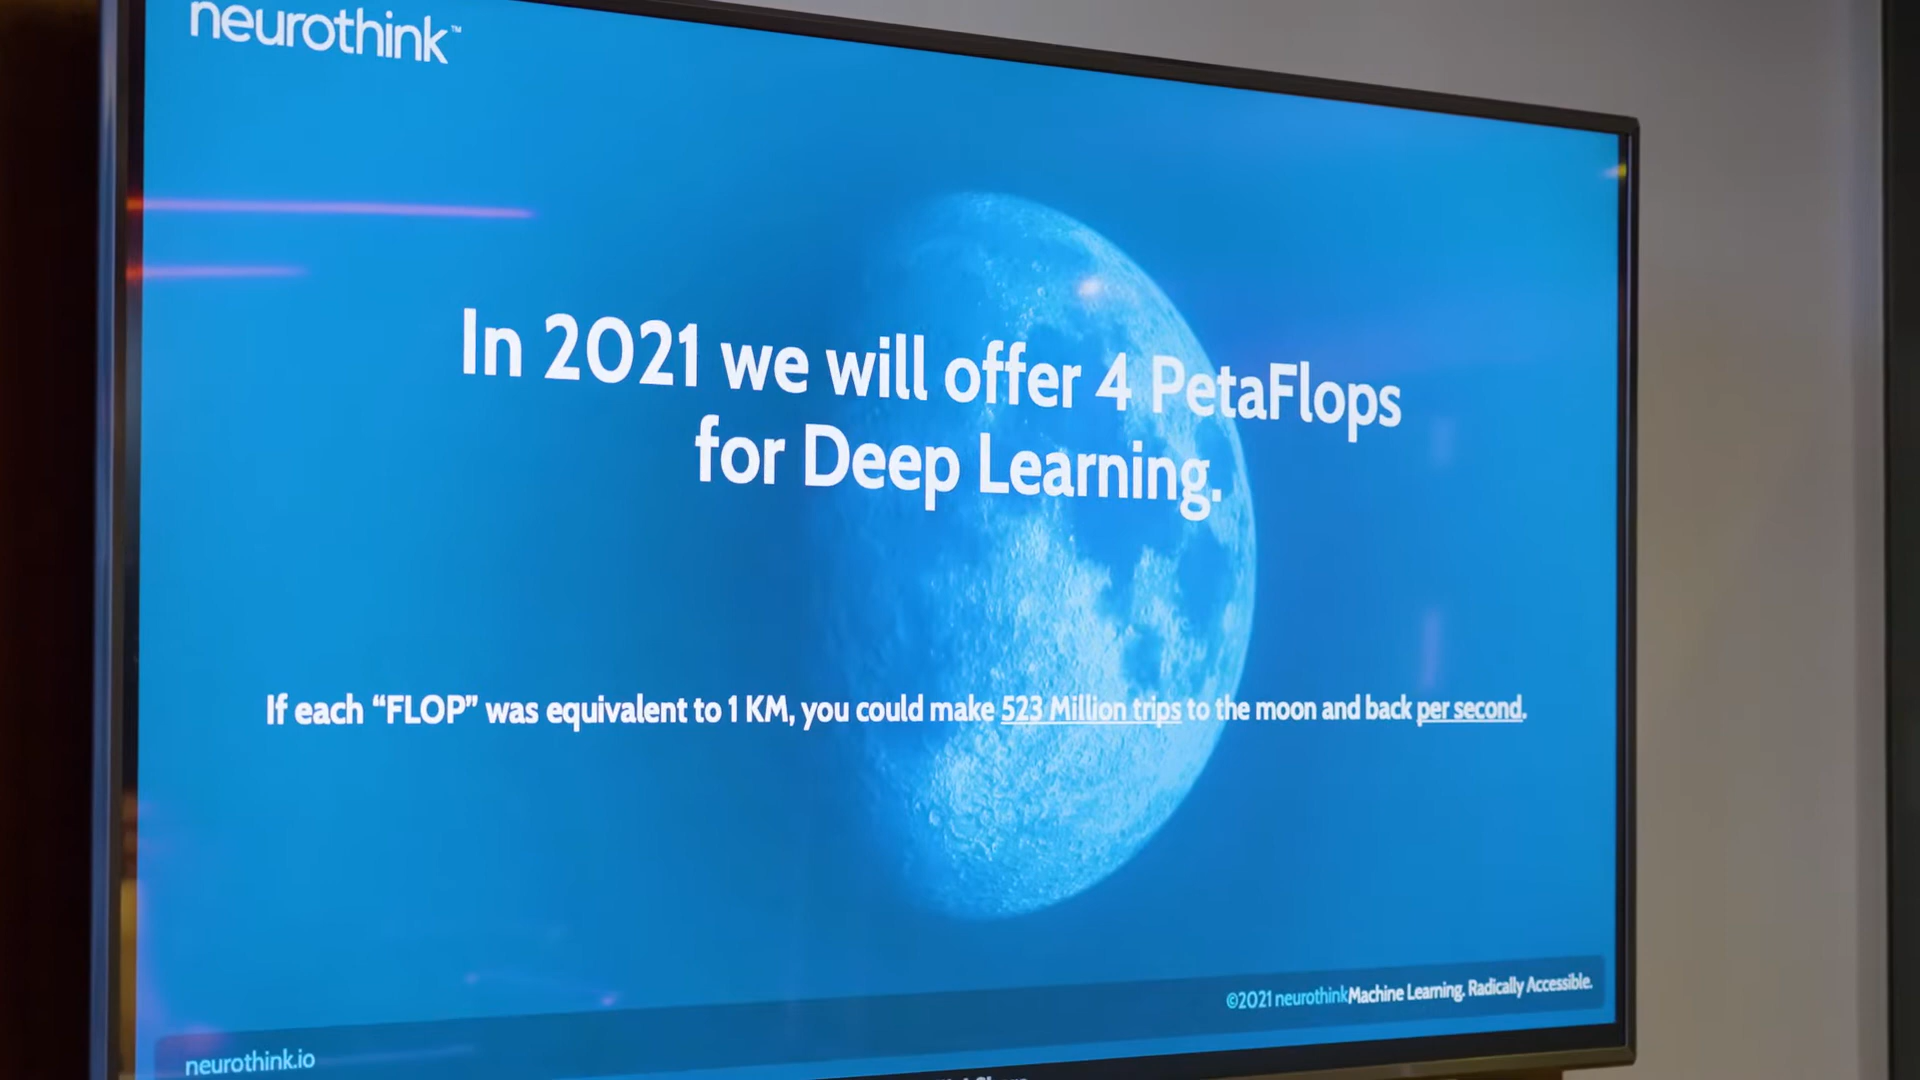 neurothink™
In 2021 we will offer 4 PetaFlops
for Deep Learning.
If each “FLOP” was equivalent to 1 KM, you could make 523 Million trips to the moon and back per second.
©2021 neurothinkMachine Learning. Radically Accessible.
neurothink.io